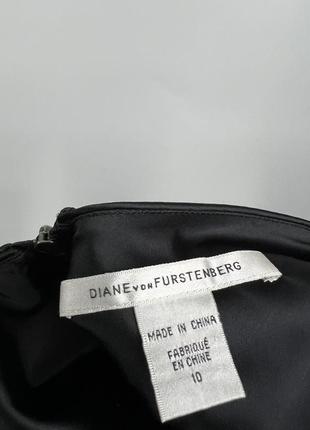 DIANE VON FURSTENBERG
MADE IN CHINA
FABRIQUÉ
EN CHINE
10